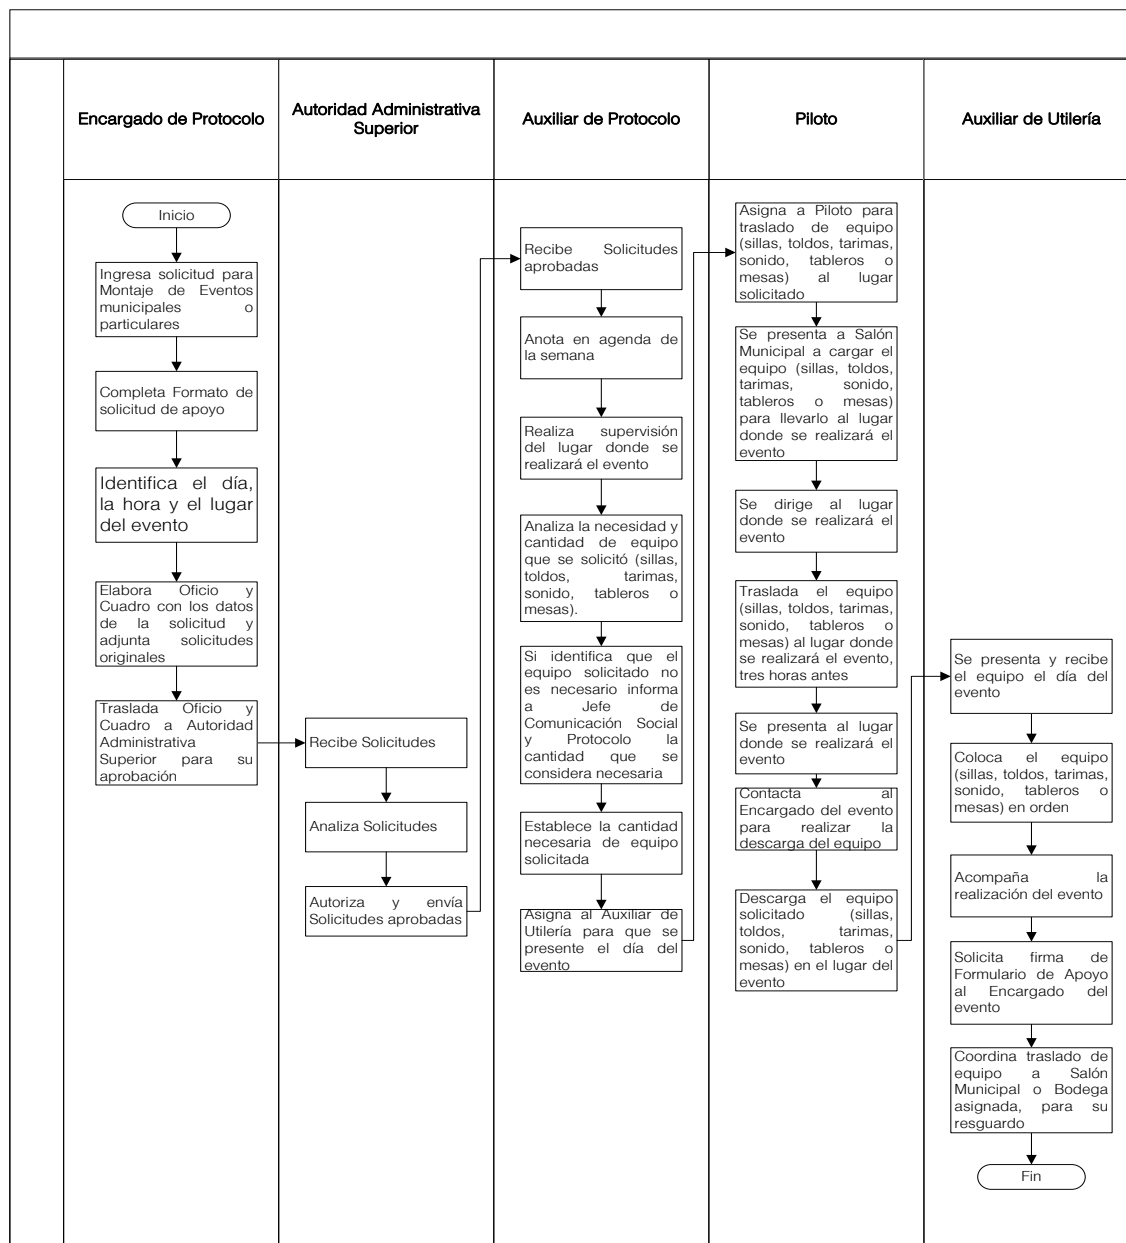 Encargado de Protocolo
Autoridad Administrativa
Superior
Auxiliar de Protocolo
Piloto
Auxiliar de Utilería
Inicio
Ingresa solicitud para
Montaje de Eventos
municipales o
particulares
Completa Formato de
solicitud de apoyo
Identifica el día,
la hora y el lugar
del evento
Elabora Oficio y
Cuadro con los datos
de la solicitud y
adjunta solicitudes
originales
Traslada Oficio y
Cuadro a Autoridad
Administrativa
Superior para su
aprobación
Recibe Solicitudes
Analiza Solicitudes
Autoriza y envía
Solicitudes aprobadas
Recibe Solicitudes
aprobadas
Anota en agenda de
la semana
Realiza supervisión
del lugar donde se
realizará el evento
Analiza la necesidad y
cantidad de equipo
que se solicitó (sillas,
toldos, tarimas,
sonido, tableros o
mesas).
Si identifica que el
equipo solicitado no
es necesario informa
a Jefe de
Comunicación Social
y Protocolo la
cantidad que se
considera necesaria
Establece la cantidad
necesaria de equipo
solicitada
Asigna al Auxiliar de
Utilería para que se
presente el día del
evento
Asigna a Piloto para
traslado de equipo
(sillas, toldos, tarimas,
sonido, tableros o
mesas) al lugar
solicitado
Se presenta a Salón
Municipal a cargar el
equipo (sillas, toldos,
tarimas, sonido,
tableros o mesas)
para llevarlo al lugar
donde se realizará el
evento
Se dirige al lugar
donde se realizará el
evento
Traslada el equipo
(sillas, toldos, tarimas,
sonido, tableros o
mesas) al lugar donde
se realizará el evento,
tres horas antes
Se presenta al lugar
donde se realizará el
evento
Contacta al
Encargado del evento
para realizar la
descarga del equipo
Descarga el equipo
solicitado (sillas,
toldos, tarimas,
sonido, tableros o
mesas) en el lugar del
evento
Se presenta y recibe
el equipo el día del
evento
Coloca el equipo
(sillas, toldos, tarimas,
sonido, tableros o
mesas) en orden
Acompaña la
realización del evento
Solicita firma de
Formulario de Apoyo
al Encargado del
evento
Coordina traslado de
equipo a Salón
Municipal o Bodega
asignada, para su
resguardo
Fin